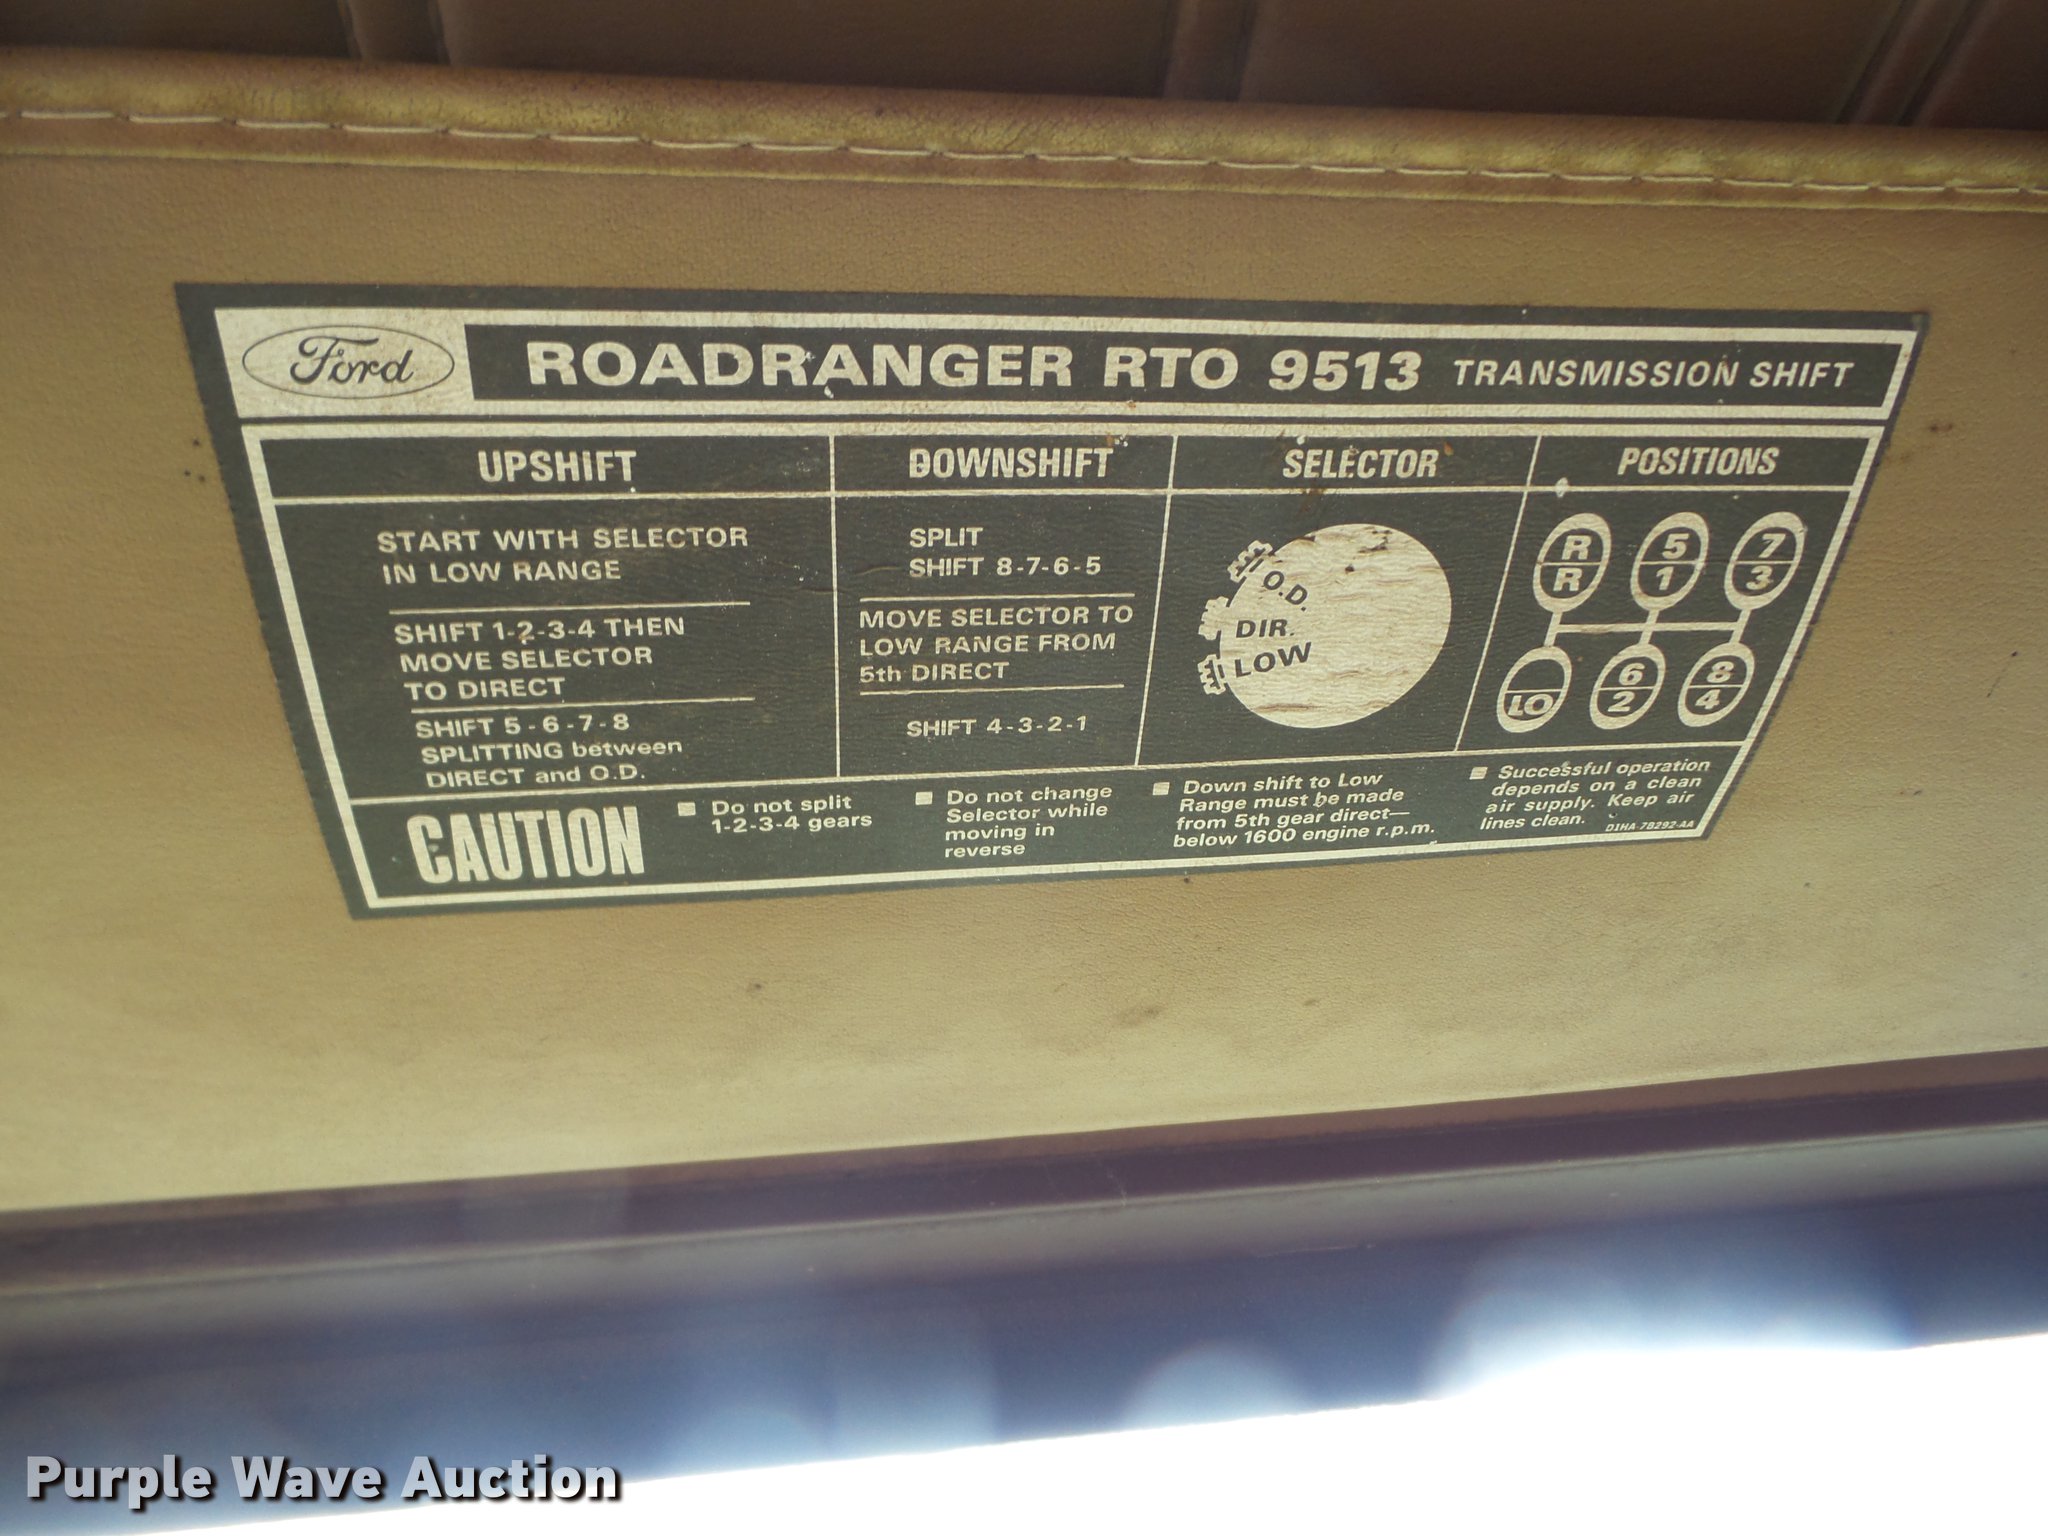 Ford
ROADRANGER RTO 9513 TRANSMISSION SHIFT
UPSHIFT
START WITH SELECTOR
IN LOW RANGE
SHIFT 1-2-3-4 THEN
MOVE SELECTOR
TO DIRECT
SHIFT 5-6-7-8
SPLITTING between
DIRECT and O.D.
DOWNSHIFT
SPLIT
SHIFT 8-7-6-5
MOVE SELECTOR TO
LOW RANGE FROM
5th DIRECT
SHIFT 4-3-2-1
SELECTOR
O.D.
DIR.
LOW
POSITIONS
R 5 7
R 1 3
6 8
LO 2 4
CAUTION
Do not split
1-2-3-4 gears
Do not change
Selector while
moving in
reverse
Down shift to Low
Range must be made
from 5th gear direct—
below 1600 engine r.p.m.
Successful operation
depends on a clean
air supply. Keep air
lines clean.
D1HA-7B292-AA
Purple Wave Auction